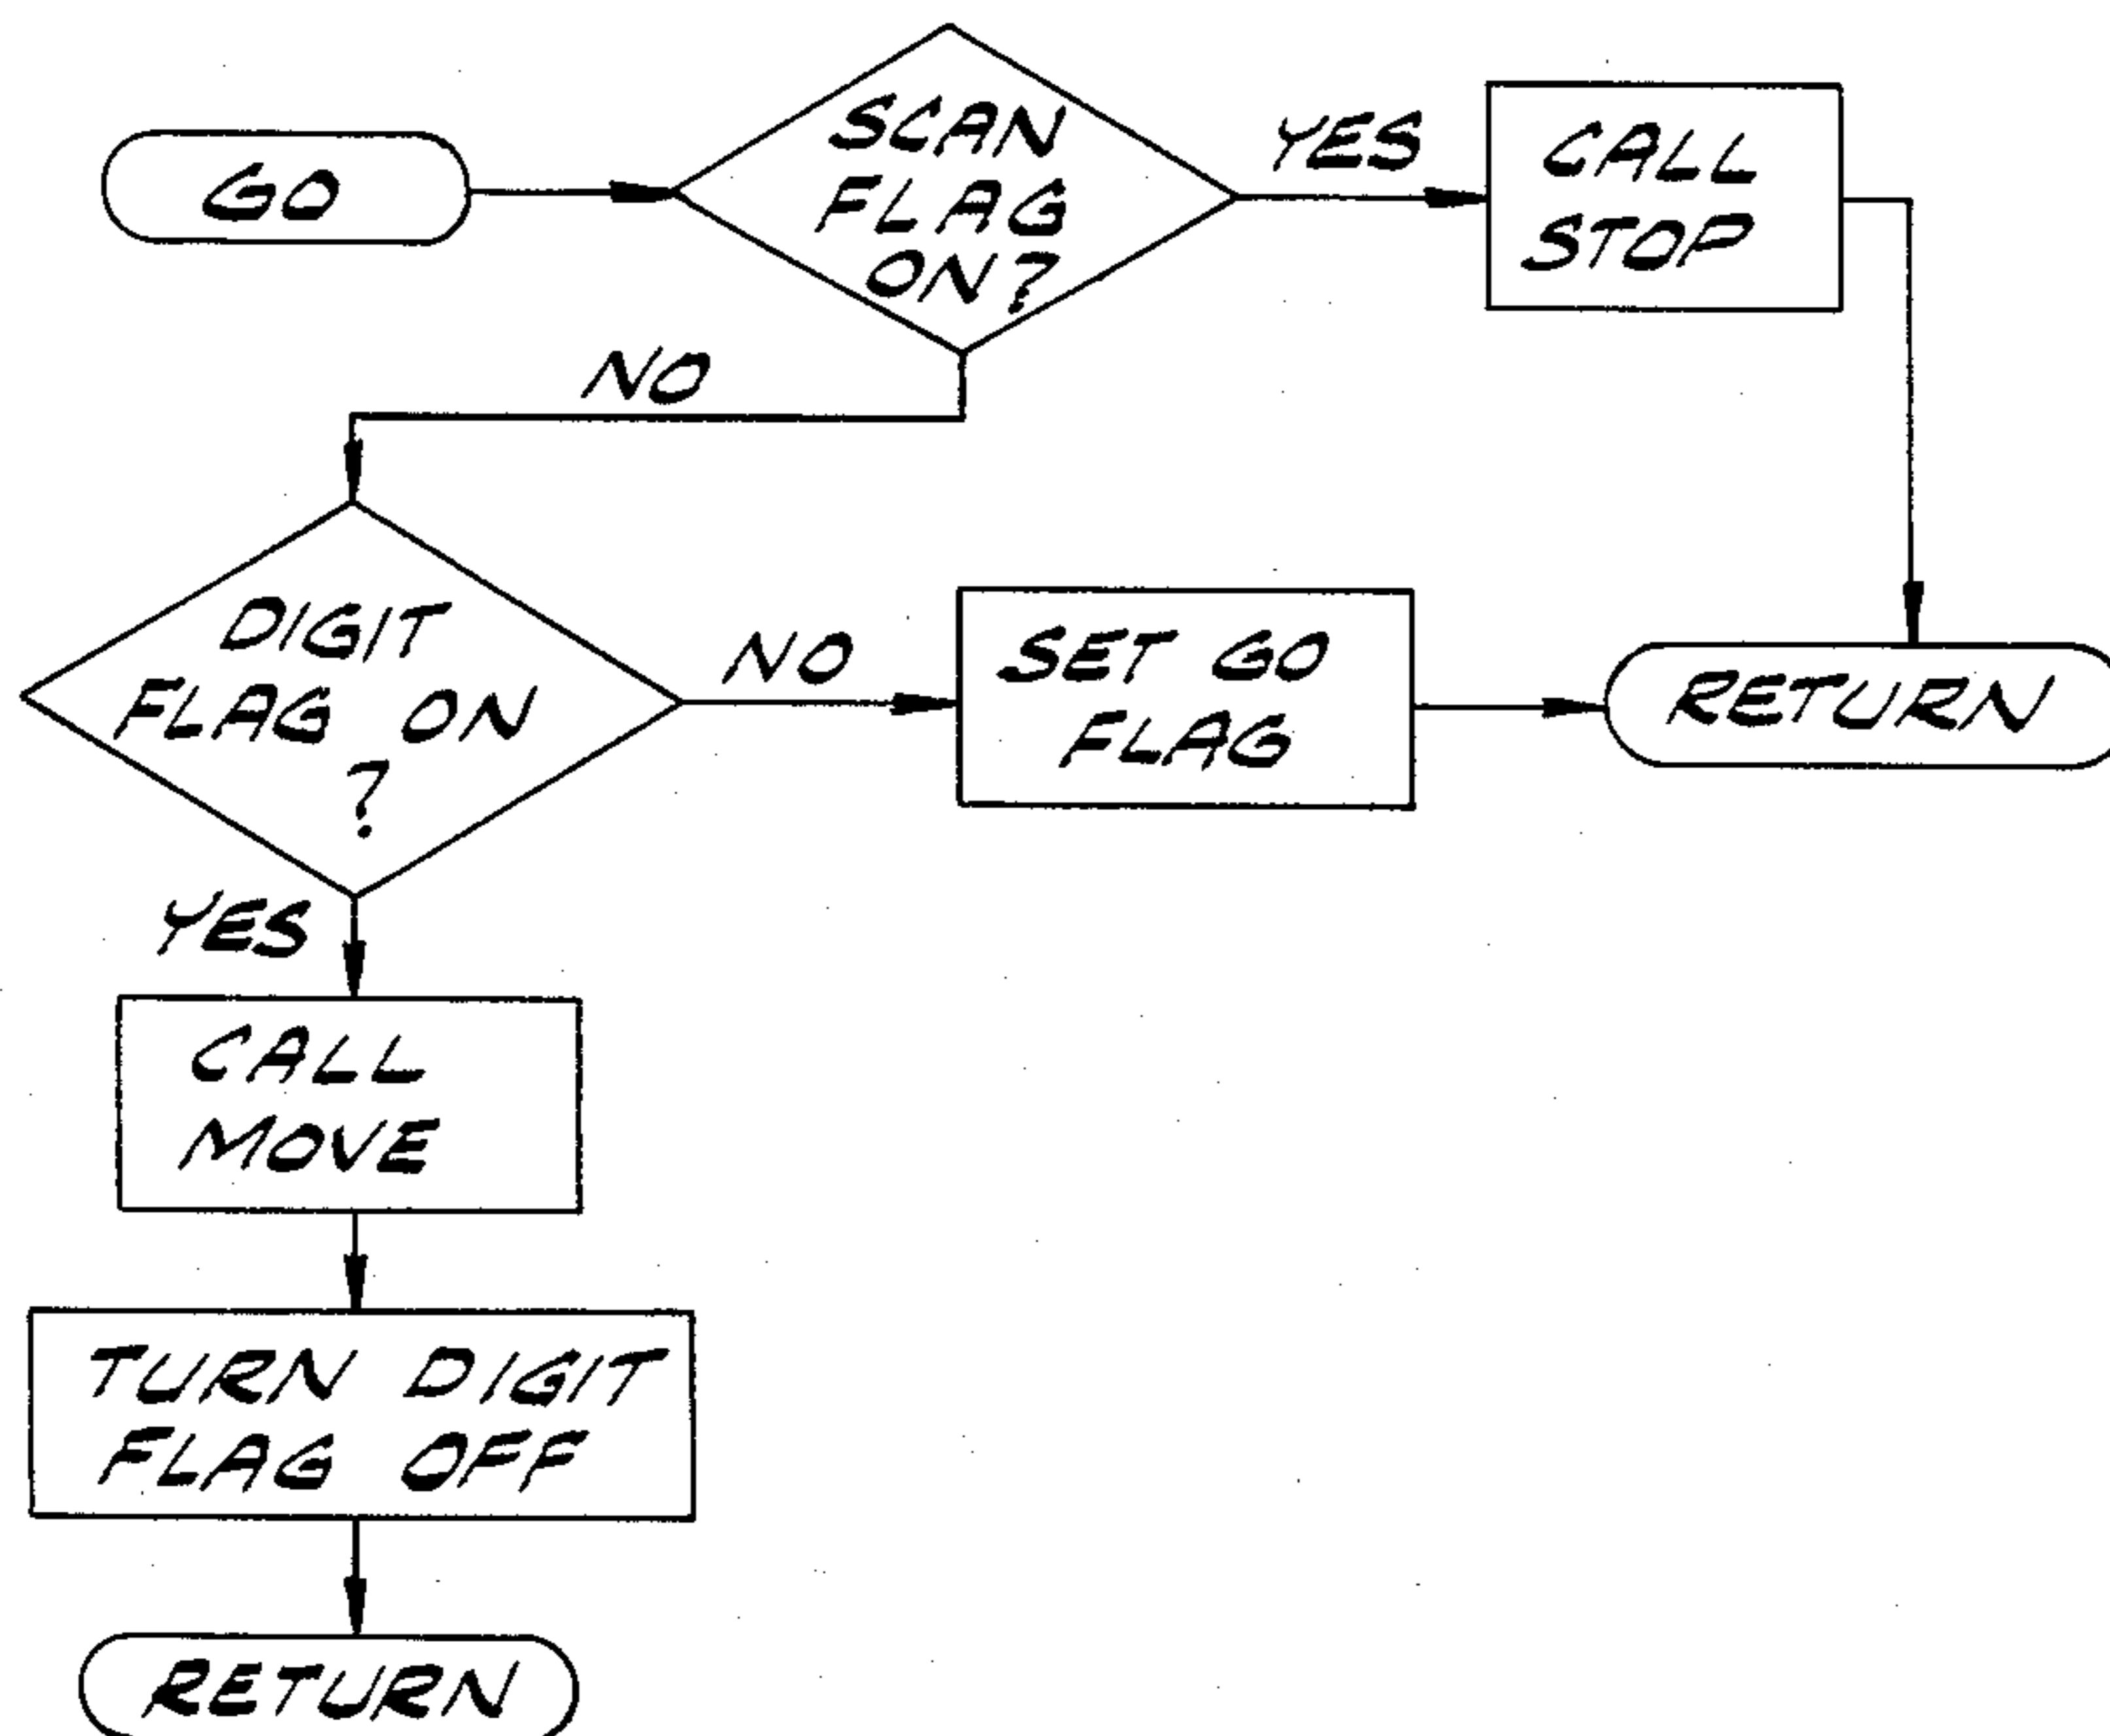 GO
SCAN
FLAG
ON?
YES
CALL
STOP
NO
DIGIT
FLAG ON
?
NO
SET GO
FLAG
RETURN
YES
CALL
MOVE
TURN DIGIT
FLAG OFF
RETURN